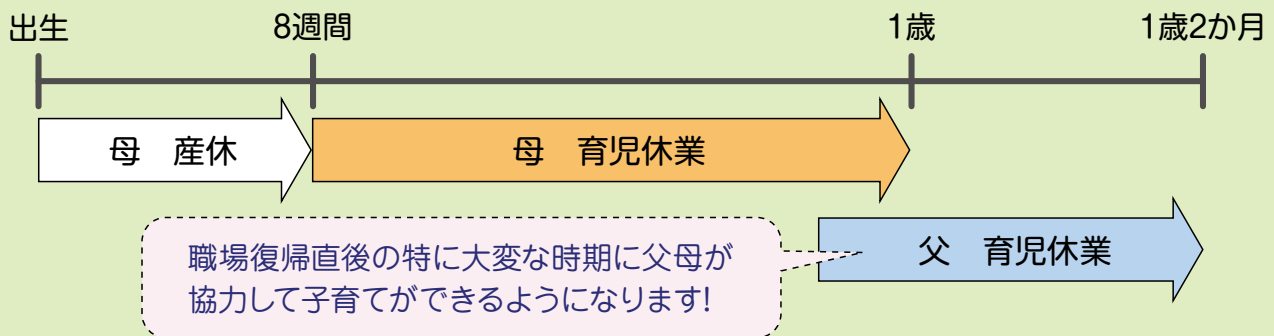 出生 8週間 1歳 1歳2か月
母 産休 母 育児休業
職場復帰直後の特に大変な時期に父母が
協力して子育てができるようになります!
父 育児休業